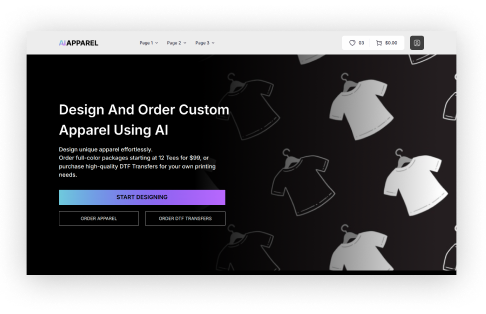 AI APPAREL
Page 1
Page 2
Page 3
03
$0.00
Design And Order Custom
Apparel Using AI
Design unique apparel effortlessly.
Order full-color packages starting at 12 Tees for $99, or
purchase high-quality DTF Transfers for your own printing
needs.
START DESIGNING
ORDER APPAREL
ORDER DTF TRANSFERS